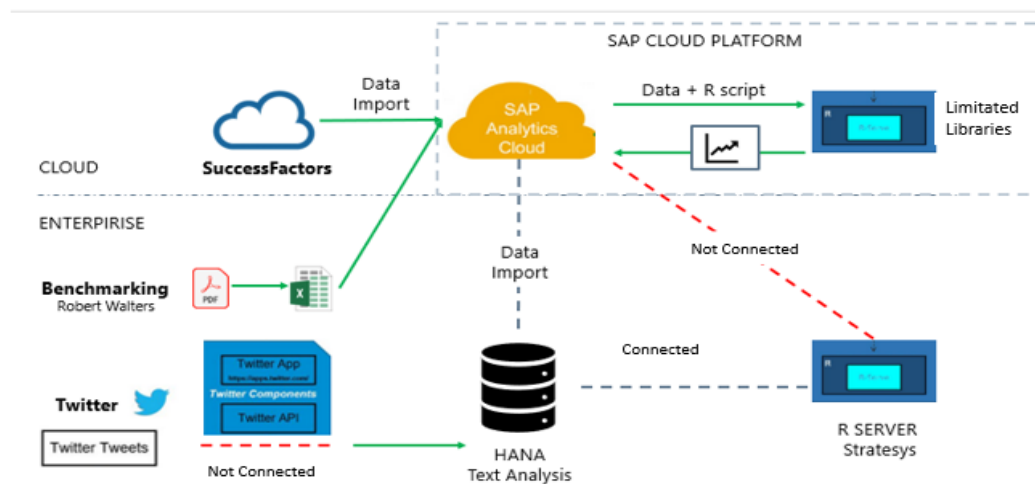 SAP CLOUD PLATFORM
Data
Import
SAP
Analytics
Cloud
Data + R script
R
Limitated
Libraries
CLOUD
SuccessFactors
ENTERPIRISE
Data
Import
Not Connected
Benchmarking
Robert Walters
PDF
X
Connected
R
Twitter
Twitter App
https://apps.twitter.com/
Twitter Components
Twitter API
Twitter Tweets
Not Connected
HANA
Text Analysis
R SERVER
Stratesys